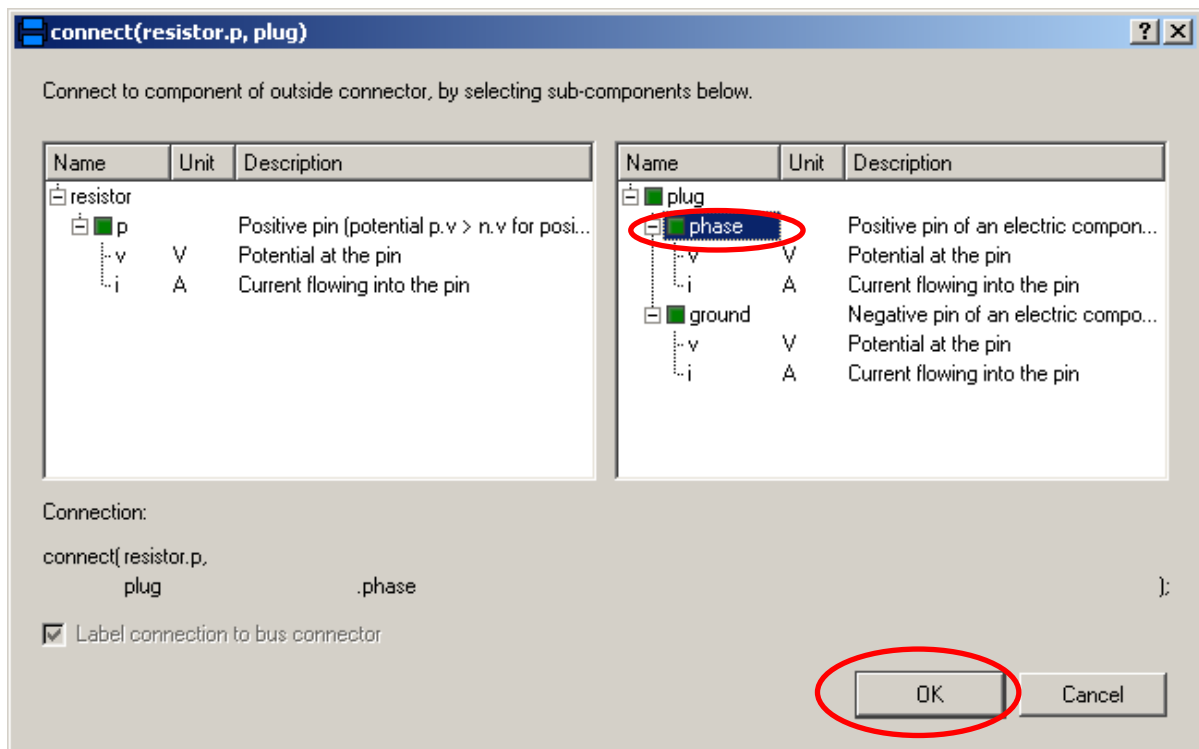 connect(resistor.p, plug)
Connect to component of outside connector, by selecting sub-components below.
Name Unit Description
resistor
p Positive pin (potential p.v > n.v for posi...
v V Potential at the pin
i A Current flowing into the pin
Name Unit Description
plug
phase Positive pin of an electric compon...
v V Potential at the pin
i A Current flowing into the pin
ground Negative pin of an electric compo...
v V Potential at the pin
i A Current flowing into the pin
Connection:
connect( resistor.p,
plug .phase );
Label connection to bus connector
OK Cancel